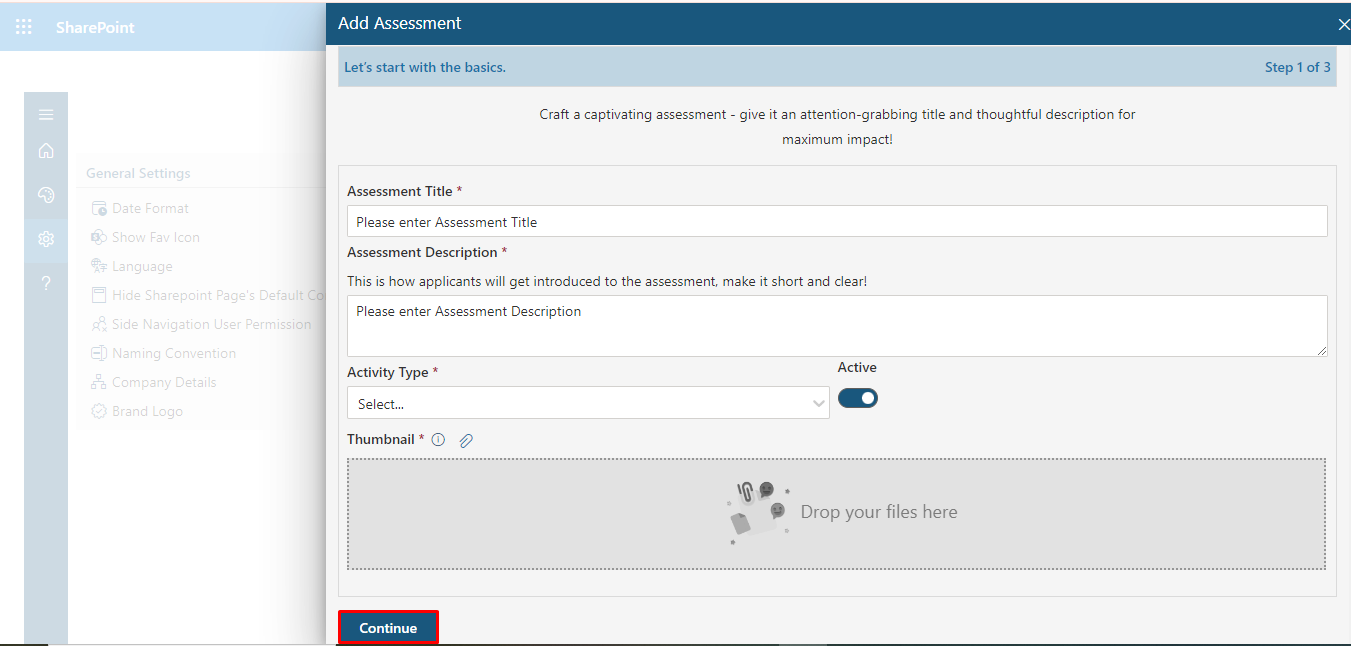 SharePoint
Add Assessment
Let's start with the basics.
Step 1 of 3
Craft a captivating assessment - give it an attention-grabbing title and thoughtful description for
maximum impact!
General Settings
Date Format
Show Fav Icon
Language
Hide Sharepoint Page's Default Co
Side Navigation User Permission
Naming Convention
Company Details
Brand Logo
Assessment Title *
Please enter Assessment Title
Assessment Description *
This is how applicants will get introduced to the assessment, make it short and clear!
Please enter Assessment Description
Activity Type *
Active
Select...
Thumbnail *
Drop your files here
Continue